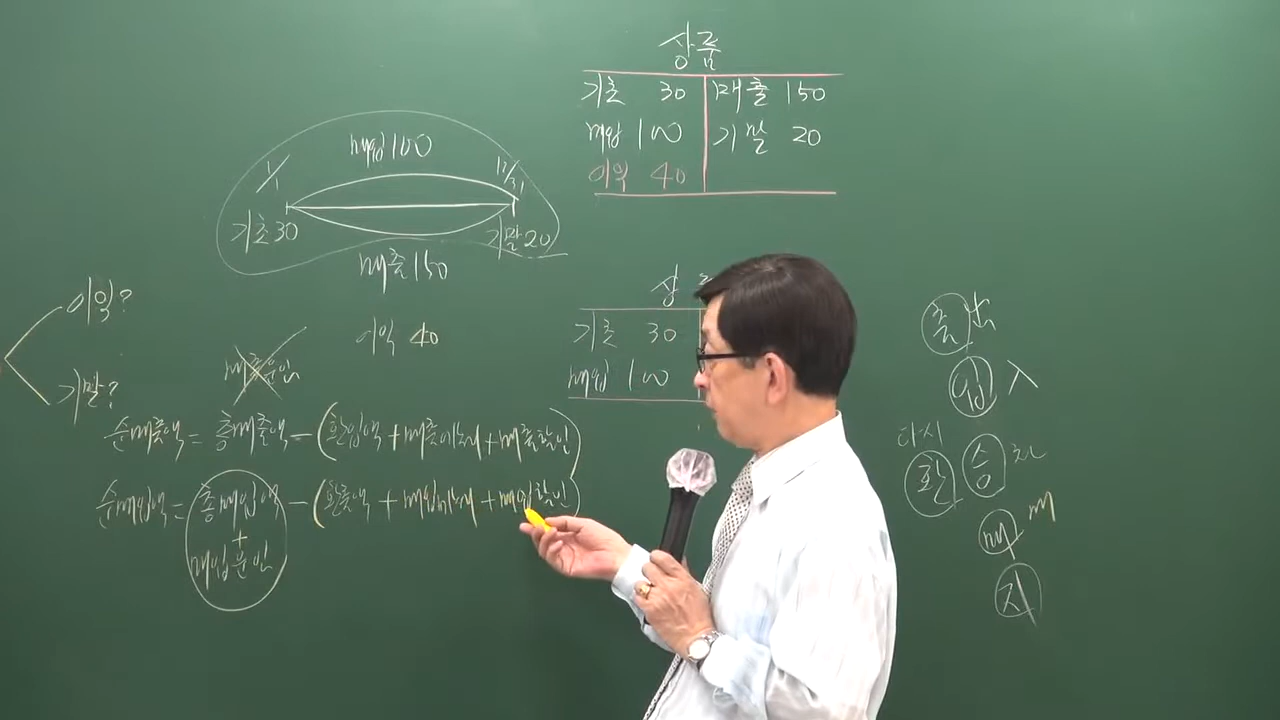 상품
기초 30 매출 150
매입 100 기말 20
이익 40
매입 100
1/1 12/31
기초 30 기말 20
매출 150
이익?
기말?
이익 40
매출운임
상
기초 30
매입 100
순매출액 = 총매출액 - (환입액 + 매출에누리 + 매출할인)
순매입액 = 총매입액 - (환출액 + 매입에누리 + 매입할인)
+
매입운임
출 出
입 入
다시
환 송
매